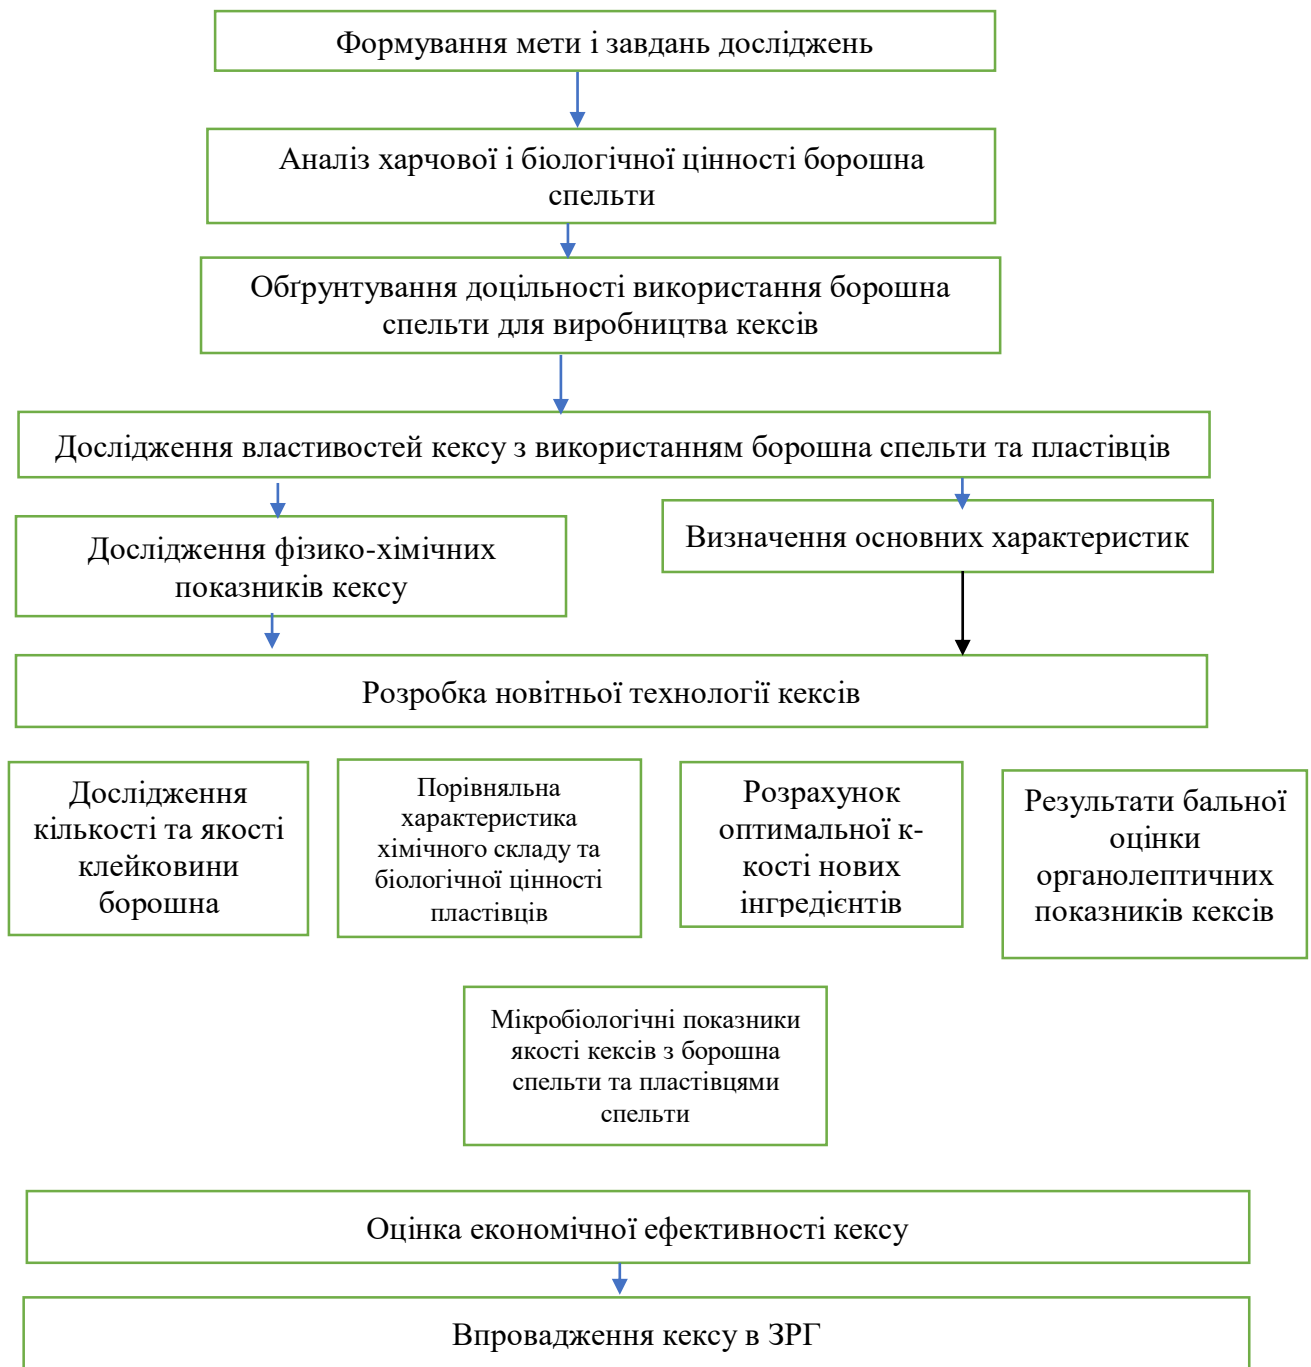 Формування мети і завдань досліджень
Аналіз харчової і біологічної цінності борошна
спельти
Обґрунтування доцільності використання борошна
спельти для виробництва кексів
Дослідження властивостей кексу з використанням борошна спельти та пластівців
Дослідження фізико-хімічних
показників кексу
Визначення основних характеристик
Розробка новітньої технології кексів
Дослідження
кількості та якості
клейковини
борошна
Порівняльна
характеристика
хімічного складу та
біологічної цінності
пластівців
Розрахунок
оптимальної к-
кості нових
інгредієнтів
Результати бальної
оцінки
органолептичних
показників кексів
Мікробіологічні показники
якості кексів з борошна
спельти та пластівцями
спельти
Оцінка економічної ефективності кексу
Впровадження кексу в ЗРГ